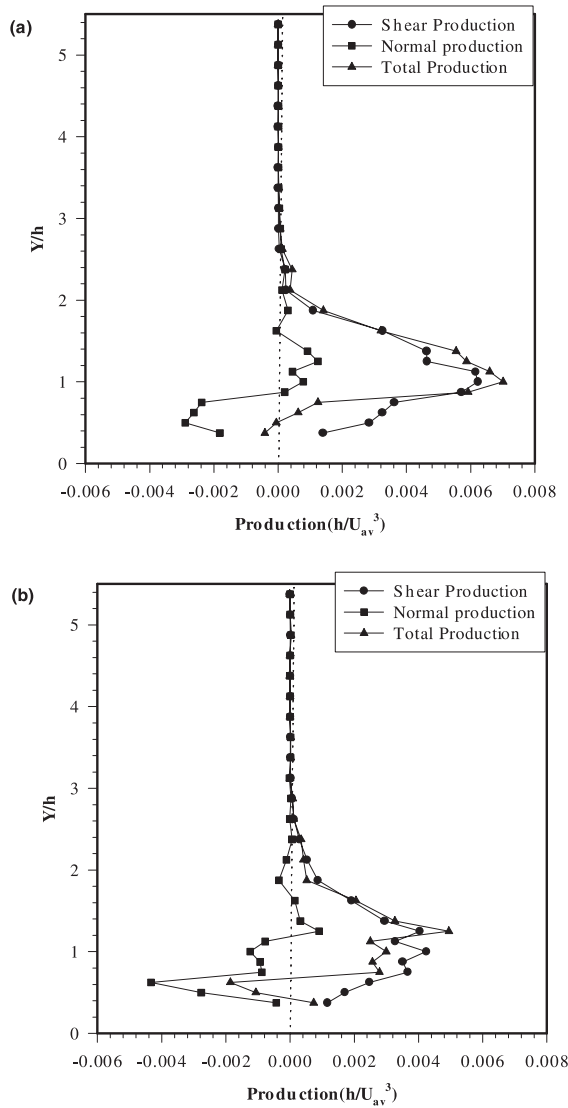 (a)
Shear Production
Normal production
Total Production
5
4
3
2
1
0
Y/h
-0.006 -0.004 -0.002 0.000 0.002 0.004 0.006 0.008
Production(h/U_av^3)
(b)
Shear Production
Normal production
Total Production
5
4
3
2
1
0
Y/h
-0.006 -0.004 -0.002 0.000 0.002 0.004 0.006 0.008
Production(h/U_av^3)